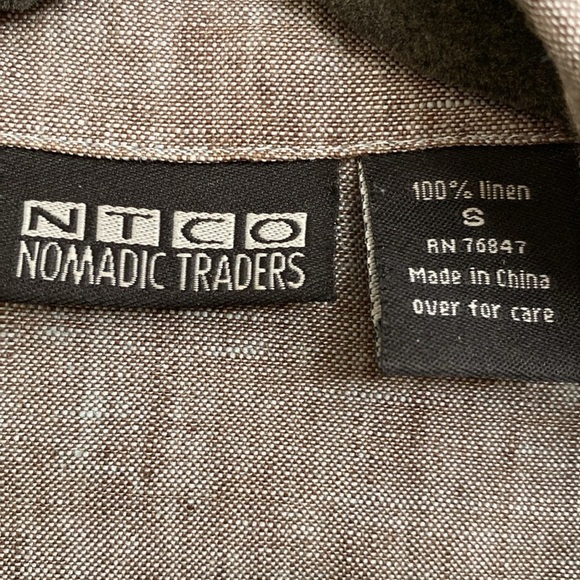 NTCO
NOMADIC TRADERS
100% linen
S
RN 76847
Made in China
over for care